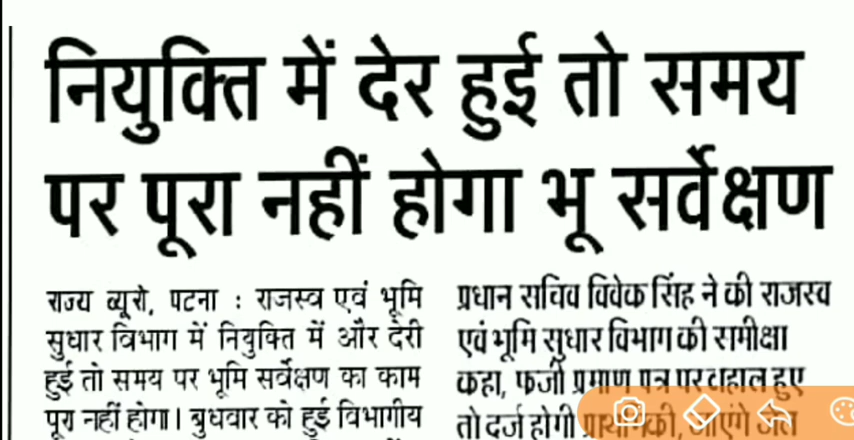 नियुक्ति में देर हुई तो समय
पर पूरा नहीं होगा भू सर्वेक्षण
राज्य ब्यूरो, पटना : राजस्व एवं भूमि
सुधार विभाग में नियुक्ति में और देरी
हुई तो समय पर भूमि सर्वेक्षण का काम
पूरा नहीं होगा। बुधवार को हुई विभागीय
प्रधान सचिव विवेक सिंह ने की राजस्व
एवं भूमि सुधार विभाग की समीक्षा
कहा, फर्जी प्रमाण पत्र पर बहाल हुए
तो दर्ज होगी प्राथमिकी, जाएंगे जेल